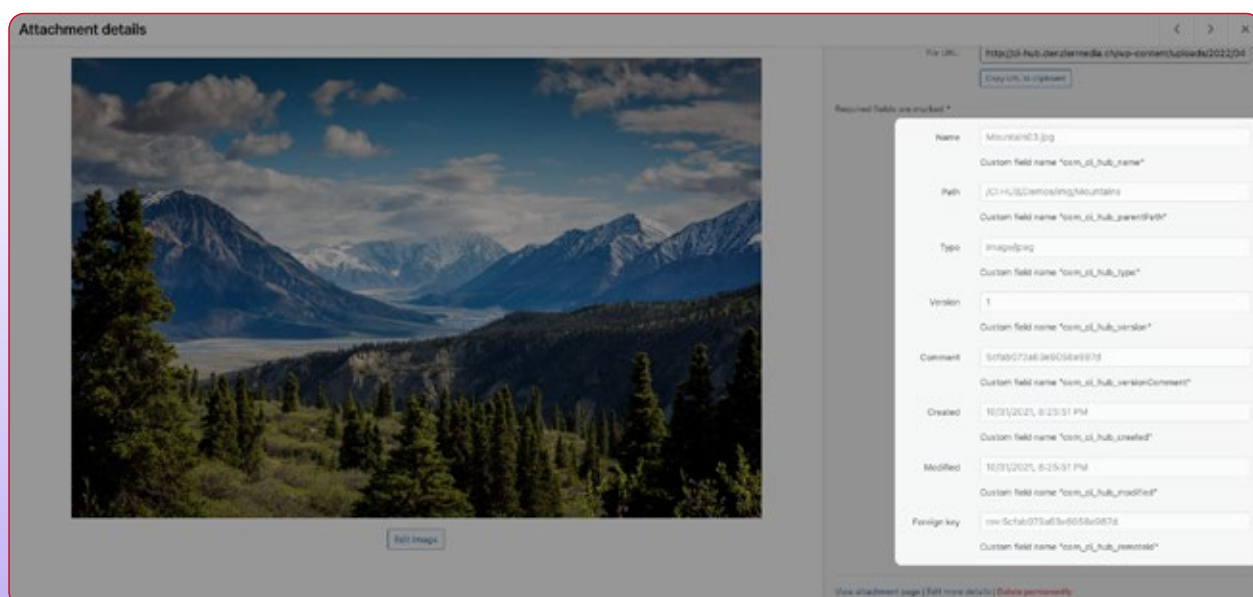 Attachment details
File URL:
http://ci-hub.denzlermedia.ch/wp-content/uploads/2022/04
Copy URL to clipboard
Required fields are marked *
Name
Mountain03.jpg
Custom field name "com_ci_hub_name"
Path
/CI HUB/Demos/img/Mountains
Custom field name "com_ci_hub_parentPath"
Type
image/jpeg
Custom field name "com_ci_hub_type"
Version
1
Custom field name "com_ci_hub_version"
Comment
Custom field name "com_ci_hub_versionComment"
Created
10/31/2021, 8:25:51 PM
Custom field name "com_ci_hub_created"
Modified
10/31/2021, 8:25:51 PM
Custom field name "com_ci_hub_modified"
Foreign key
Custom field name "com_ci_hub_remoteId"
Edit Image
View attachment page | Edit more details | Delete permanently